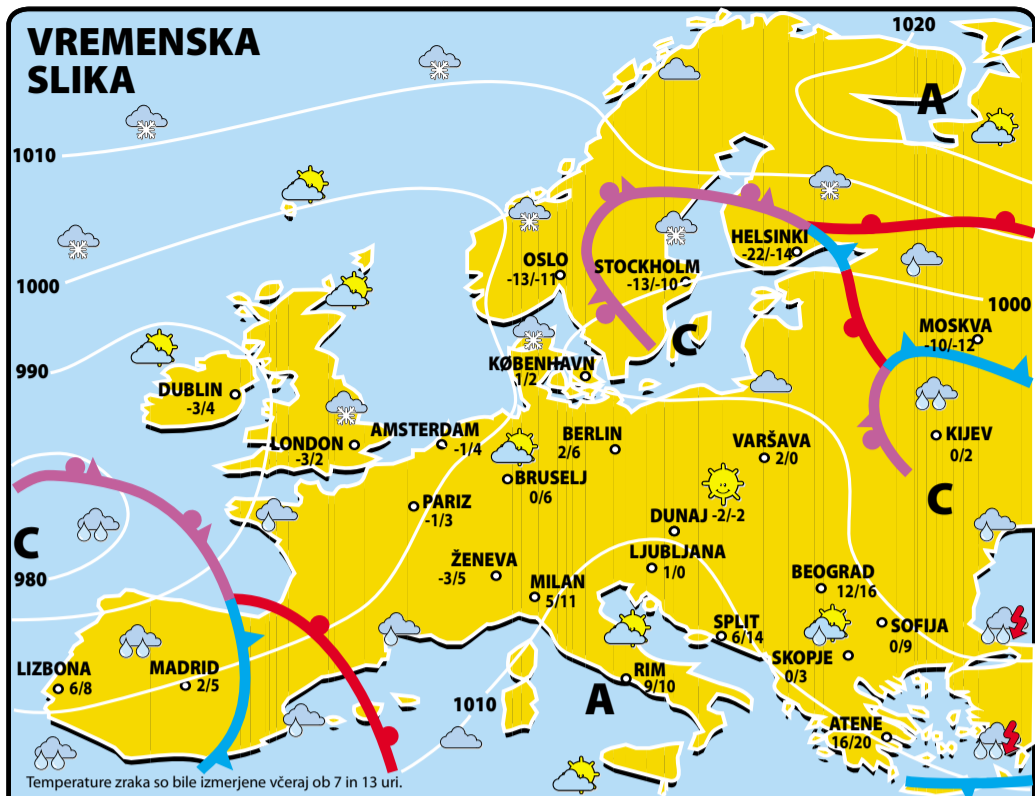 VREMENSKA
SLIKA
1020
A
1010
1000
OSLO
-13/-11
STOCKHOLM
-13/-10
HELSINKI
-22/-14
1000
MOSKVA
-10/-12
C
990
KØBENHAVN
1/2
DUBLIN
-3/4
LONDON
-3/2
AMSTERDAM
-1/4
BERLIN
2/6
VARŠAVA
2/0
KIJEV
0/2
BRUSELJ
0/6
PARIZ
-1/3
DUNAJ -2/-2
C
C
980
ŽENEVA
-3/5
MILAN
5/11
LJUBLJANA
1/0
BEOGRAD
12/16
SPLIT
6/14
SOFIJA
0/9
SKOPJE
0/3
LIZBONA
6/8
MADRID
2/5
RIM
9/10
1010
A
ATENE
16/20
Temperature zraka so bile izmerjene včeraj ob 7 in 13 uri.